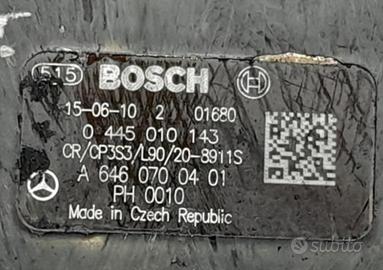 515 BOSCH
15-06-10 2 01680
0 445 010 143
CR/CP3S3/L90/20-8911S
A 646 070 04 01
PH 0010
Made in Czech Republic
subito